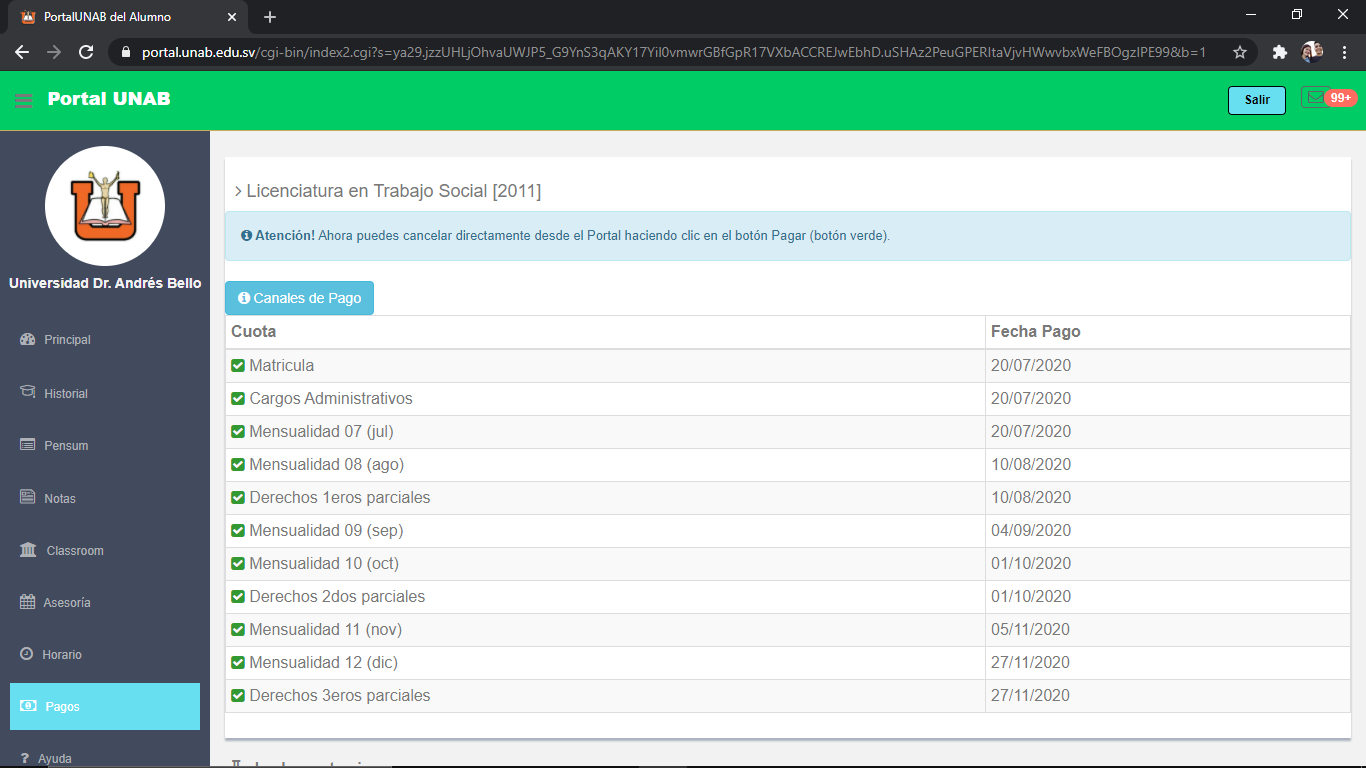 PortalUNAB del Alumno
portal.unab.edu.sv/cgi-bin/index2.cgi?s=ya29.jzzUHLjOhvaUWJP5_G9YnS3qAKY17Yil0vmwrGBfGpR17VXbACCREJwEbhD.uSHAz2PeuGPERItaVjvHWwvbxWeFBOgzIPE99&b=1
Portal UNAB
Salir
99+
Universidad Dr. Andrés Bello
Principal
Historial
Pensum
Notas
Classroom
Asesoría
Horario
Pagos
Ayuda
Licenciatura en Trabajo Social [2011]
Atención! Ahora puedes cancelar directamente desde el Portal haciendo clic en el botón Pagar (botón verde).
Canales de Pago
Cuota Fecha Pago
Matricula 20/07/2020
Cargos Administrativos 20/07/2020
Mensualidad 07 (jul) 20/07/2020
Mensualidad 08 (ago) 10/08/2020
Derechos 1eros parciales 10/08/2020
Mensualidad 09 (sep) 04/09/2020
Mensualidad 10 (oct) 01/10/2020
Derechos 2dos parciales 01/10/2020
Mensualidad 11 (nov) 05/11/2020
Mensualidad 12 (dic) 27/11/2020
Derechos 3eros parciales 27/11/2020